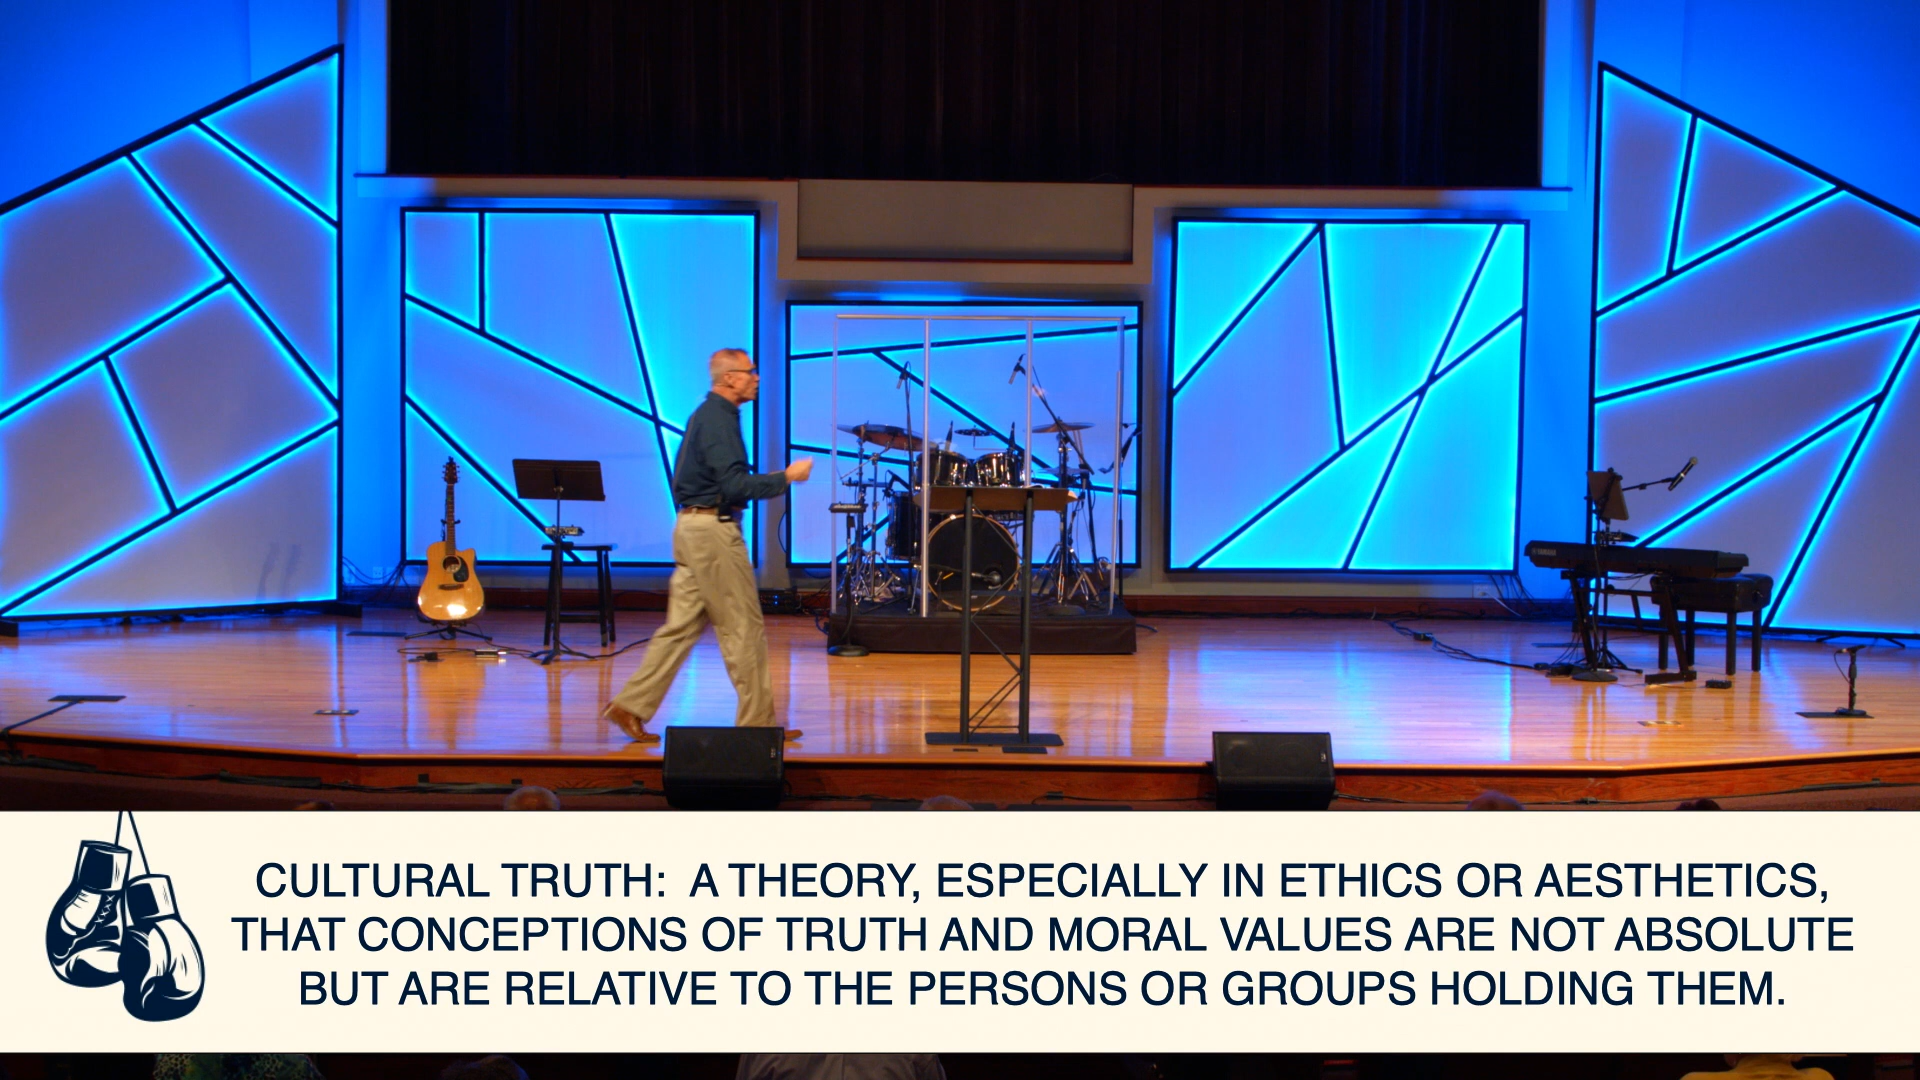 CULTURAL TRUTH: A THEORY, ESPECIALLY IN ETHICS OR AESTHETICS,
THAT CONCEPTIONS OF TRUTH AND MORAL VALUES ARE NOT ABSOLUTE
BUT ARE RELATIVE TO THE PERSONS OR GROUPS HOLDING THEM.